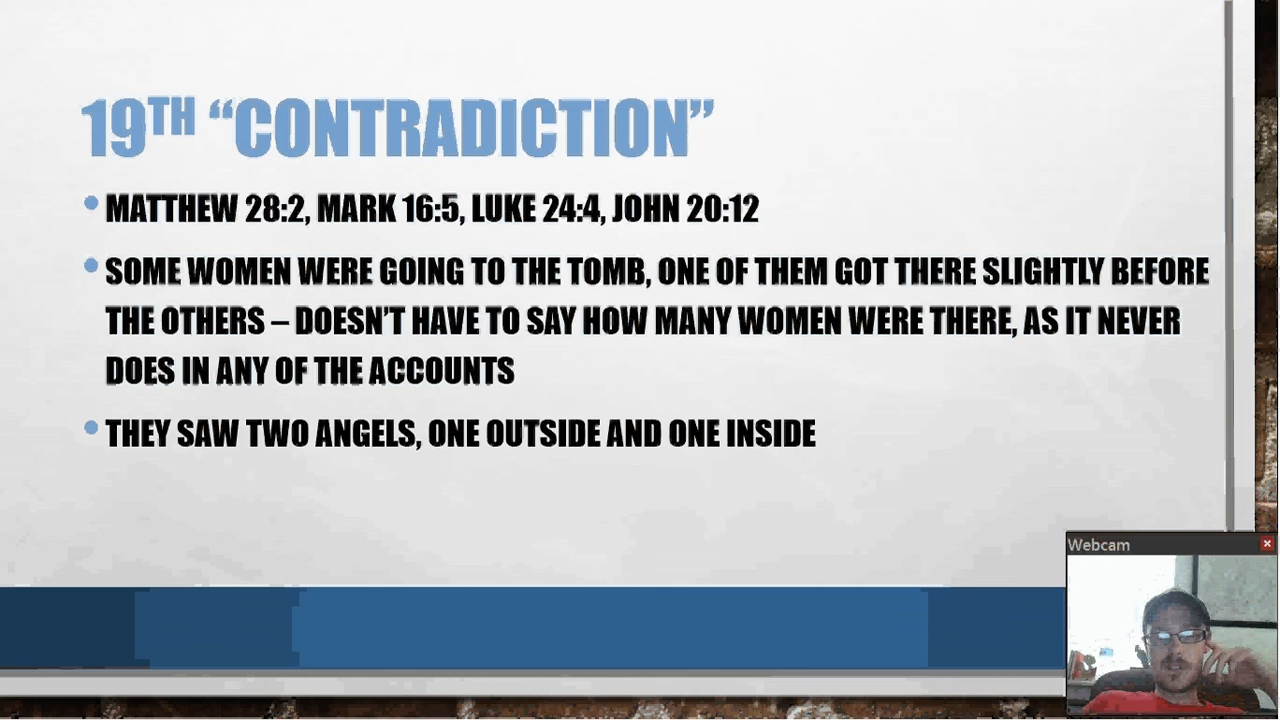 19TH “CONTRADICTION”
MATTHEW 28:2, MARK 16:5, LUKE 24:4, JOHN 20:12
SOME WOMEN WERE GOING TO THE TOMB, ONE OF THEM GOT THERE SLIGHTLY BEFORE
THE OTHERS – DOESN’T HAVE TO SAY HOW MANY WOMEN WERE THERE, AS IT NEVER
DOES IN ANY OF THE ACCOUNTS
THEY SAW TWO ANGELS, ONE OUTSIDE AND ONE INSIDE
Webcam